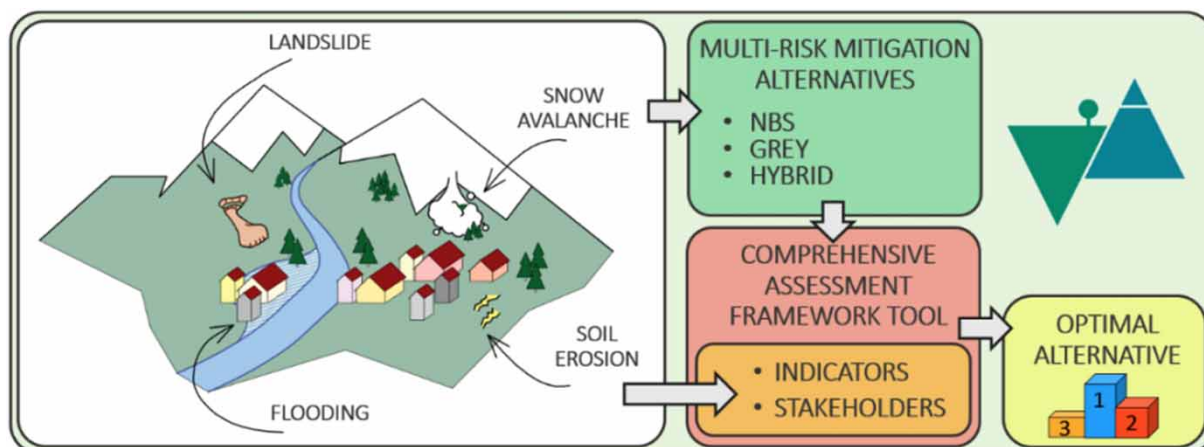 LANDSLIDE
SNOW
AVALANCHE
SOIL
EROSION
FLOODING
MULTI-RISK MITIGATION
ALTERNATIVES
• NBS
• GREY
• HYBRID
COMPREHENSIVE
ASSESSMENT
FRAMEWORK TOOL
• INDICATORS
• STAKEHOLDERS
OPTIMAL
ALTERNATIVE
1
2
3